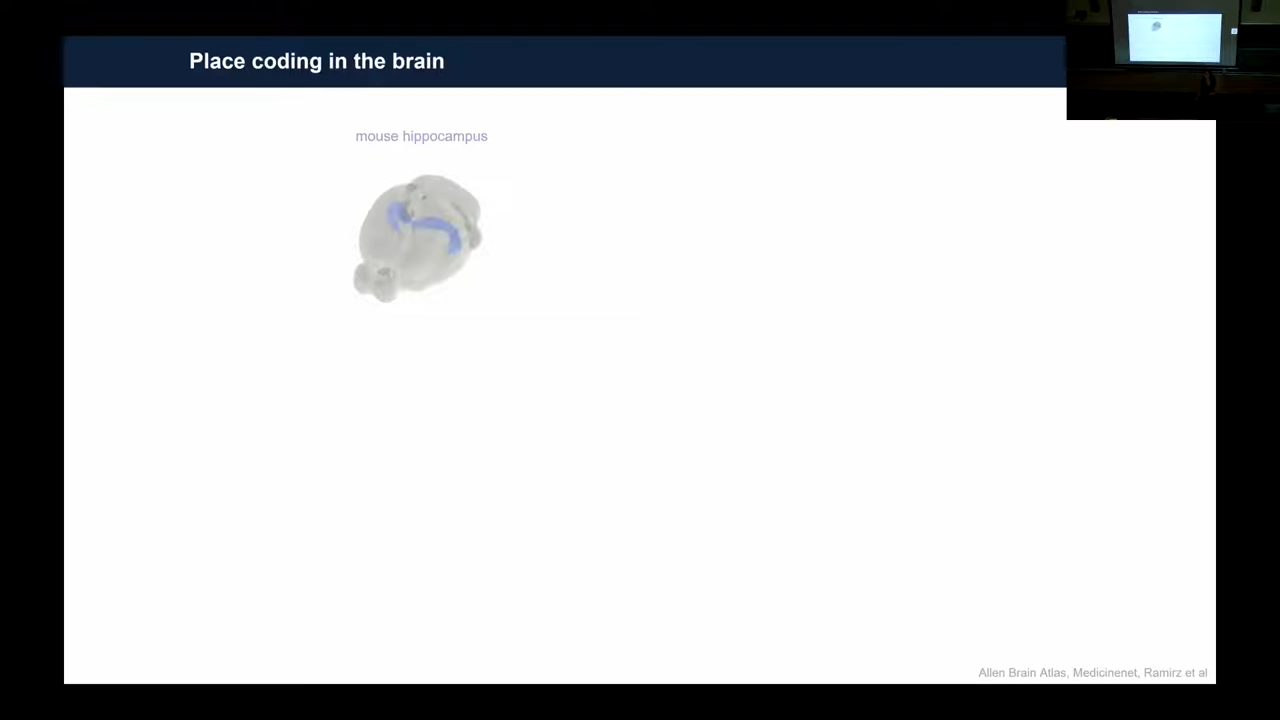 Place coding in the brain
mouse hippocampus
Allen Brain Atlas, Medicinenet, Ramirz et al